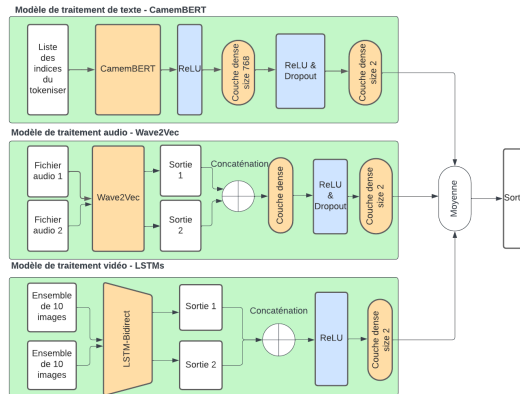 Modèle de traitement de texte - CamemBERT
Liste
des
indices
du
tokeniser
CamemBERT
ReLU
Couche dense
size 768
ReLU &
Dropout
Couche dense
size 2
Modèle de traitement audio - Wave2Vec
Fichier
audio 1
Fichier
audio 2
Wave2Vec
Sortie
1
Sortie
2
Concaténation
Couche dense
ReLU
&
Dropout
Couche dense
size 2
Moyenne
Modèle de traitement vidéo - LSTMs
Ensemble
de 10
images
Ensemble
de 10
images
LSTM-Bidirect
Sortie 1
Sortie 2
Concaténation
ReLU
Couche dense
size 2